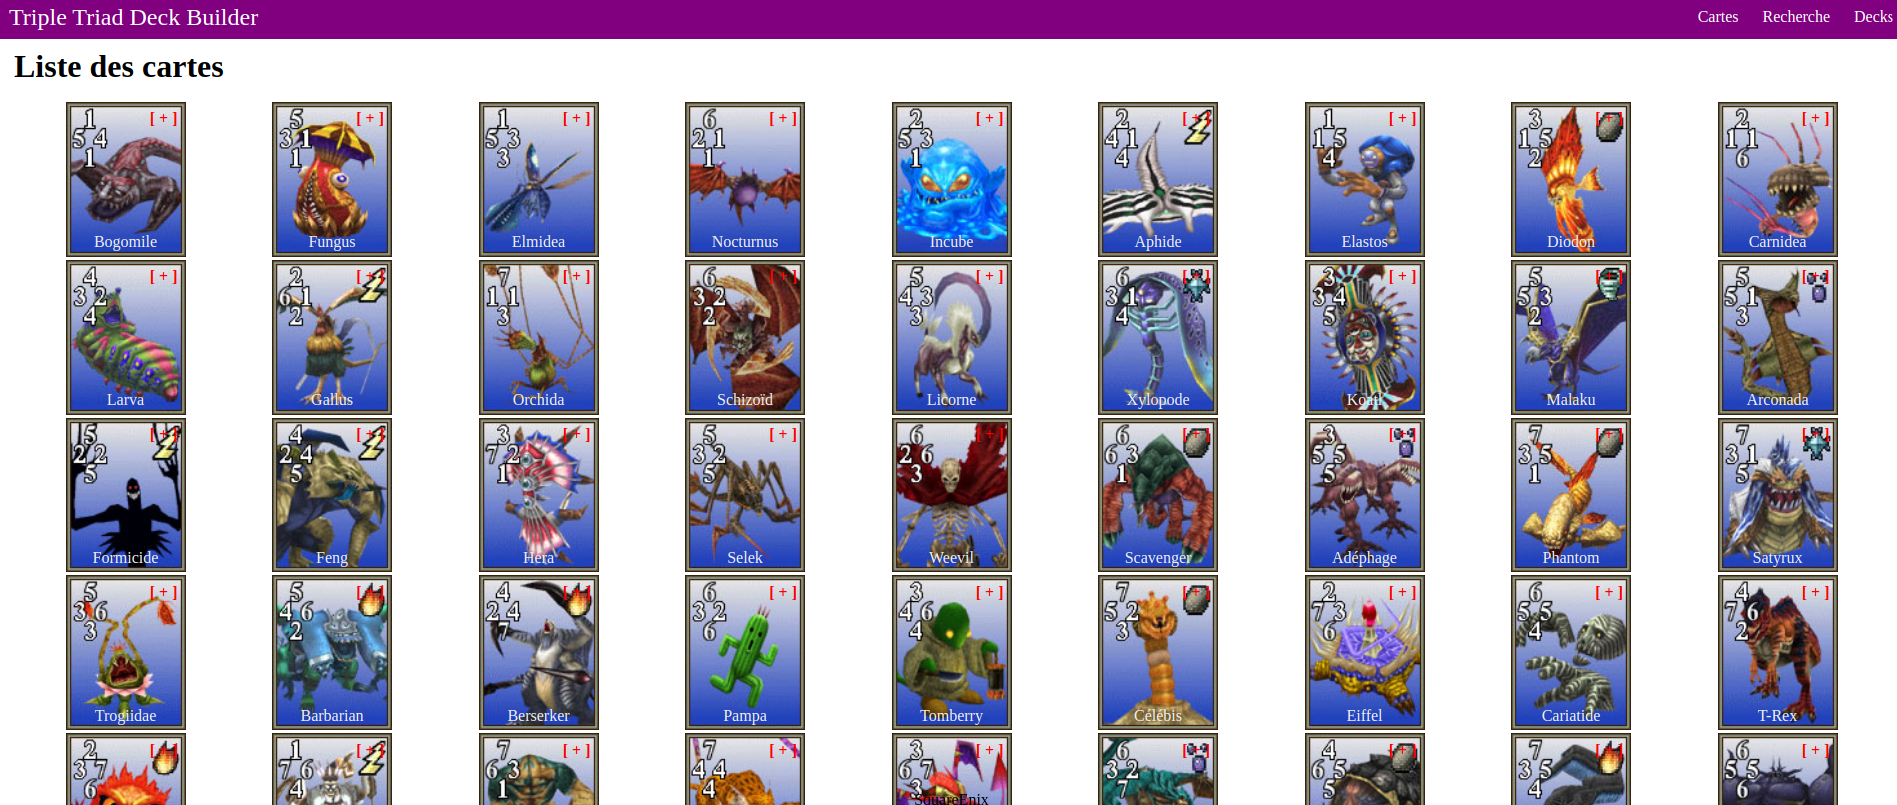 Triple Triad Deck Builder Cartes Recherche Decks
Liste des cartes
1 [ + ] 5 [ + ] 1 [ + ] 6 [ + ] 2 [ + ] 2 [ + ] 1 [ + ] 3 [ + ] 2 [ + ]
5 4 3 1 5 3 2 1 5 3 4 1 1 5 1 5 1 1
1 1 3 1 1 4 4 2 6
Bogomile Fungus Elmidea Nocturnus Incube Aphide Elastos Diodon Carnidea
4 [ + ] 2 [ + ] 7 [ + ] 6 [ + ] 5 [ + ] 6 [ + ] 3 [ + ] 5 [ + ] 5 [ + ]
3 2 6 1 1 1 3 2 4 3 3 1 3 4 5 3 5 1
4 2 3 2 3 4 5 2 3
Larva Gallus Orchida Schizoïd Licorne Xylopode Koatl Malaku Arconada
5 [ + ] 4 [ + ] 3 [ + ] 5 [ + ] 6 [ + ] 6 [ + ] 3 [ + ] 7 [ + ] 7 [ + ]
2 2 2 4 7 2 3 2 2 6 6 3 5 5 3 5 3 1
5 5 1 5 3 1 5 1 5
Formicide Feng Hera Selek Weevil Scavenger Adéphage Phantom Satyrux
5 [ + ] 5 [ + ] 4 [ + ] 6 [ + ] 3 [ + ] 7 [ + ] 2 [ + ] 6 [ + ] 4 [ + ]
3 6 4 6 2 4 3 2 4 6 5 2 7 3 5 5 7 6
3 2 7 6 4 3 6 4 2
Trogiidae Barbarian Berserker Pampa Tomberry Célébis Eiffel Cariatide T-Rex
2 [ + ] 1 [ + ] 7 [ + ] 7 [ + ] 3 [ + ] 6 [ + ] 4 [ + ] 7 [ + ] 6 [ + ]
3 7 7 6 6 3 4 4 6 7 3 2 6 5 3 5 5 5
6 4 1 4 3 7 5 4 6
SquareEnix